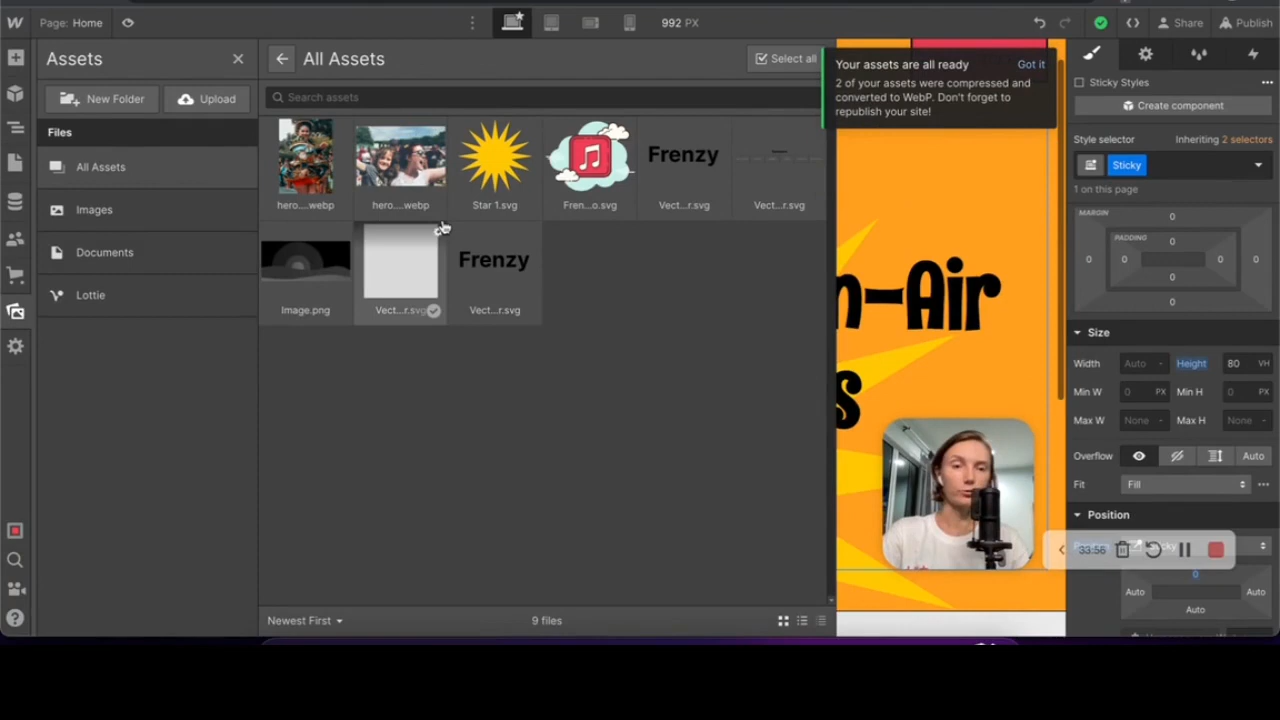 Page: Home
992 PX
Share
Publish
Assets
All Assets
Select all
New Folder
Upload
Search assets
Files
All Assets
Images
Documents
Lottie
hero....webp
hero....webp
Star 1.svg
Fren...o.svg
Vect...r.svg
Vect...r.svg
Frenzy
Image.png
Vect...r.svg
Vect...r.svg
Frenzy
Newest First
9 files
Your assets are all ready
Got it
2 of your assets were compressed and
converted to WebP. Don't forget to
republish your site!
n-Air
s
Sticky Styles
Create component
Style selector
Inheriting 2 selectors
Sticky
1 on this page
MARGIN
0
PADDING
0
0
0
0
0
0
0
Size
Width
Auto
-
Height
80
VH
Min W
0
PX
Min H
0
PX
Max W
None
-
Max H
None
-
Overflow
Auto
Fit
Fill
Position
33:56
0
Auto
Auto
Auto